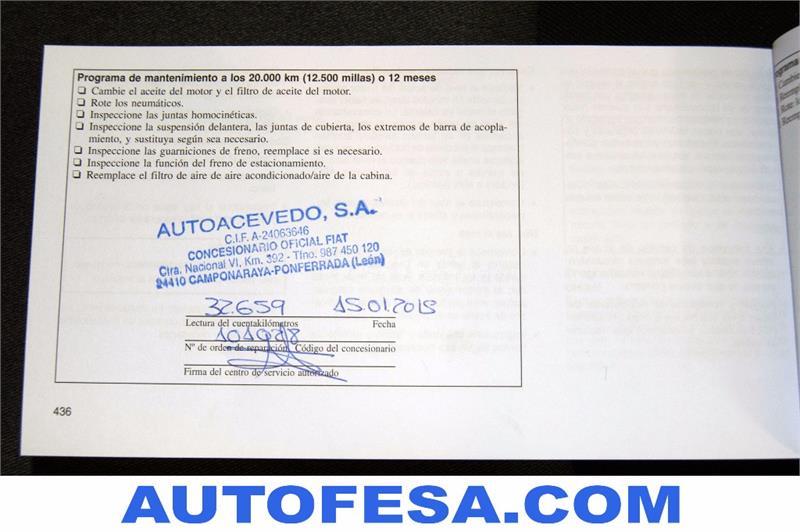 Programa de mantenimiento a los 20.000 km (12.500 millas) o 12 meses
❑ Cambie el aceite del motor y el filtro de aceite del motor.
❑ Rote los neumáticos.
❑ Inspeccione las juntas homocinéticas.
❑ Inspeccione la suspensión delantera, las juntas de cubierta, los extremos de barra de acopla-
miento, y sustituya según sea necesario.
❑ Inspeccione las guarniciones de freno, reemplace si es necesario.
❑ Inspeccione la función del freno de estacionamiento.
❑ Reemplace el filtro de aire de aire acondicionado/aire de la cabina.
AUTOACEVEDO, S.A.
C.I.F. A-24063646
CONCESIONARIO OFICIAL FIAT
Ctra. Nacional VI, Km. 392 - Tfno. 987 450 120
24410 CAMPONARAYA-PONFERRADA (León)
32.659 15.01.2013
Lectura del cuentakilómetros Fecha
Nº de orden de reparación Código del concesionario
Firma del centro de servicio autorizado
436
AUTOFESA.COM